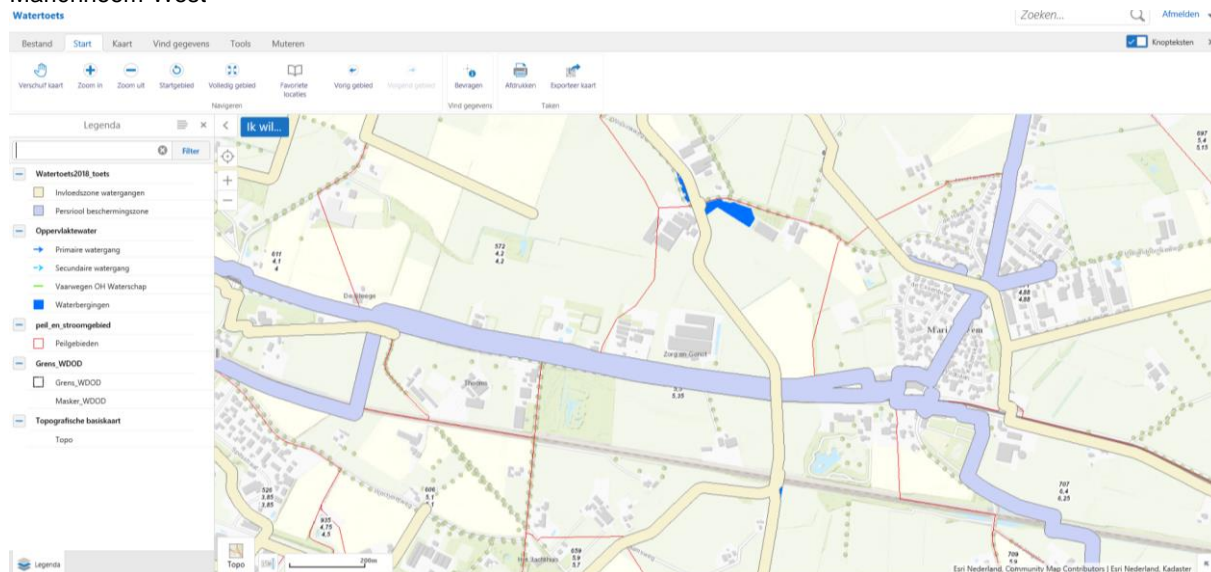 Watertoets
Zoeken...
Afmelden
Bestand Start Kaart Vind gegevens Tools Muteren
Knopteksten
Verschuif kaart Zoom in Zoom uit Startgebied Volledig gebied Favoriete locaties Vorig gebied Volgend gebied Bevragen Afdrukken Exporteer kaart
Navigeren Vind gegevens Taken
Legenda
Ik wil...
Filter
Watertoets2018_toets
Invloedszone watergangen
Persriool beschermingszone
Oppervlaktewater
Primaire watergang
Secundaire watergang
Vaarwegen OH Waterschap
Waterbergingen
peil_en_stroomgebied
Peilgebieden
Grens_WDOD
Grens_WDOD
Masker_WDOD
Topografische basiskaart
Topo
Legenda
697
5,4
5,15
572
4,2
4,2
611
4,1
4
4,88
4,88
Zorgam Gorst
5,35
707
6,4
6,25
526
3,85
3,85
606
5,1
935
4,75
4,5
659
5,9
5,7
709
5,9
Topo
200m
Esri Nederland, Community Map Contributors | Esri Nederland, Kadaster